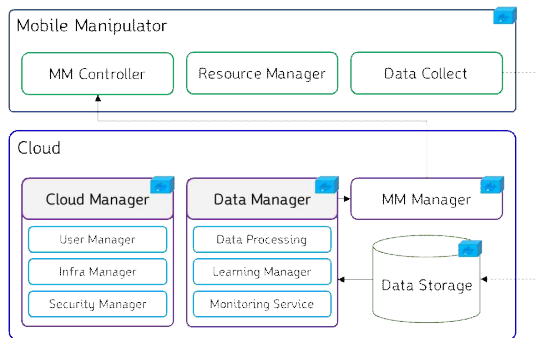 Mobile Manipulator
MM Controller
Resource Manager
Data Collect
Cloud
Cloud Manager
User Manager
Infra Manager
Security Manager
Data Manager
Data Processing
Learning Manager
Monitoring Service
MM Manager
Data Storage